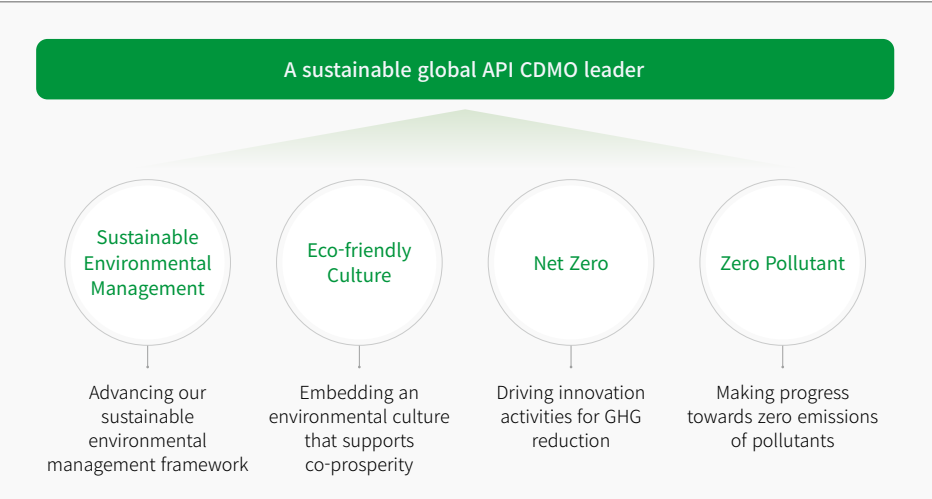 A sustainable global API CDMO leader
Sustainable
Environmental
Management
Advancing our
sustainable
environmental
management framework
Eco-friendly
Culture
Embedding an
environmental culture
that supports
co-prosperity
Net Zero
Driving innovation
activities for GHG
reduction
Zero Pollutant
Making progress
towards zero emissions
of pollutants